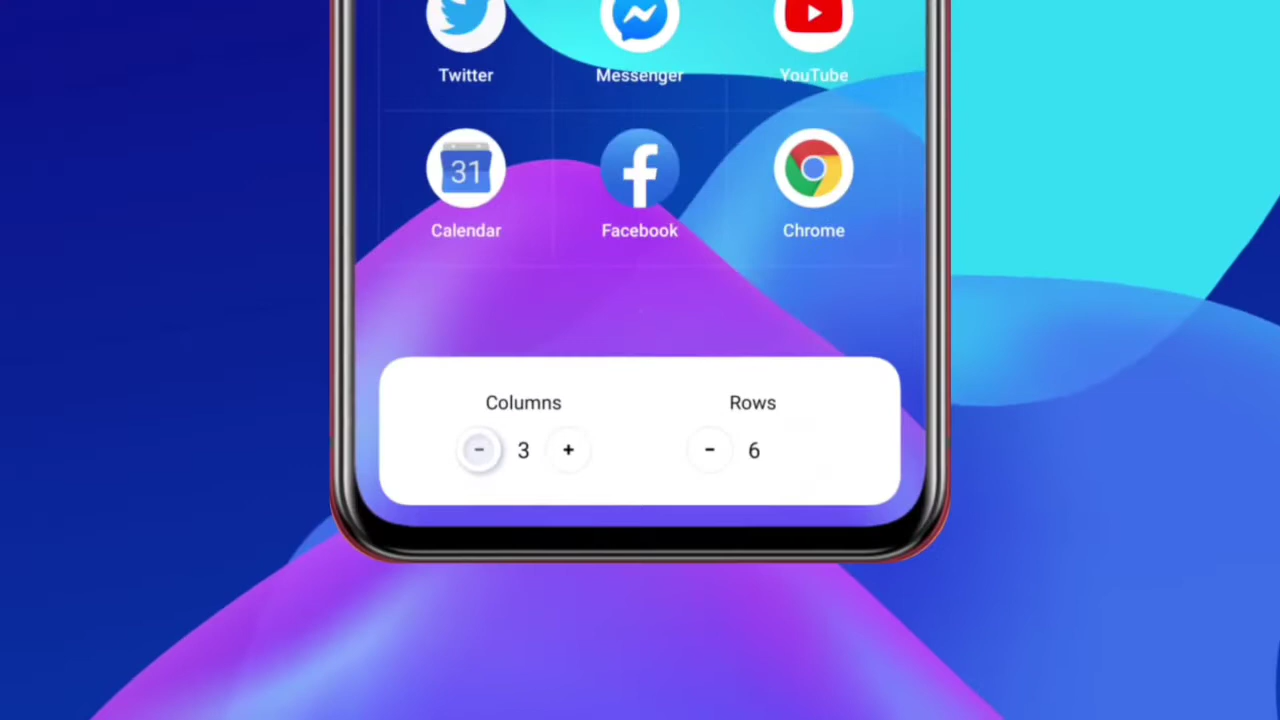 Twitter Messenger YouTube
31
Calendar Facebook Chrome
Columns Rows
- 3 + - 6